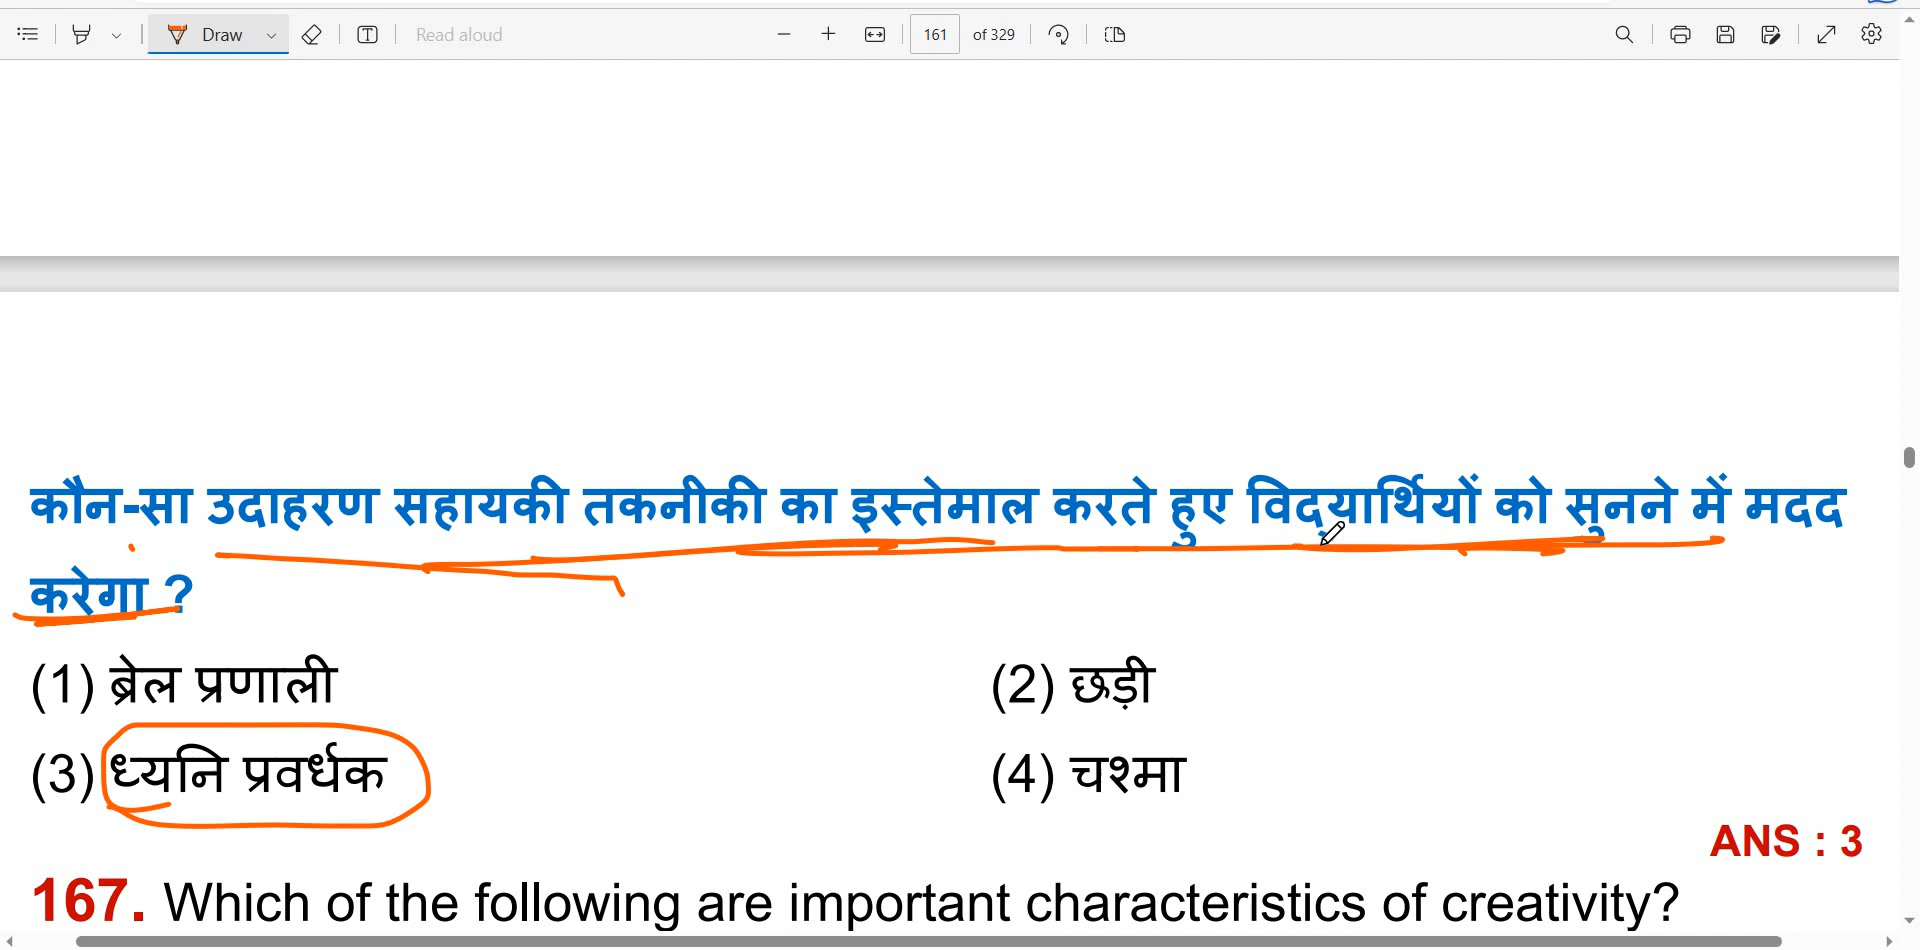 Draw
Read aloud
161 of 329
कौन-सा उदाहरण सहायकी तकनीकी का इस्तेमाल करते हुए विद्यार्थियों को सुनने में मदद
करेगा ?
(1) ब्रेल प्रणाली (2) छड़ी
(3) ध्यनि प्रवर्धक (4) चश्मा
ANS : 3
167. Which of the following are important characteristics of creativity?